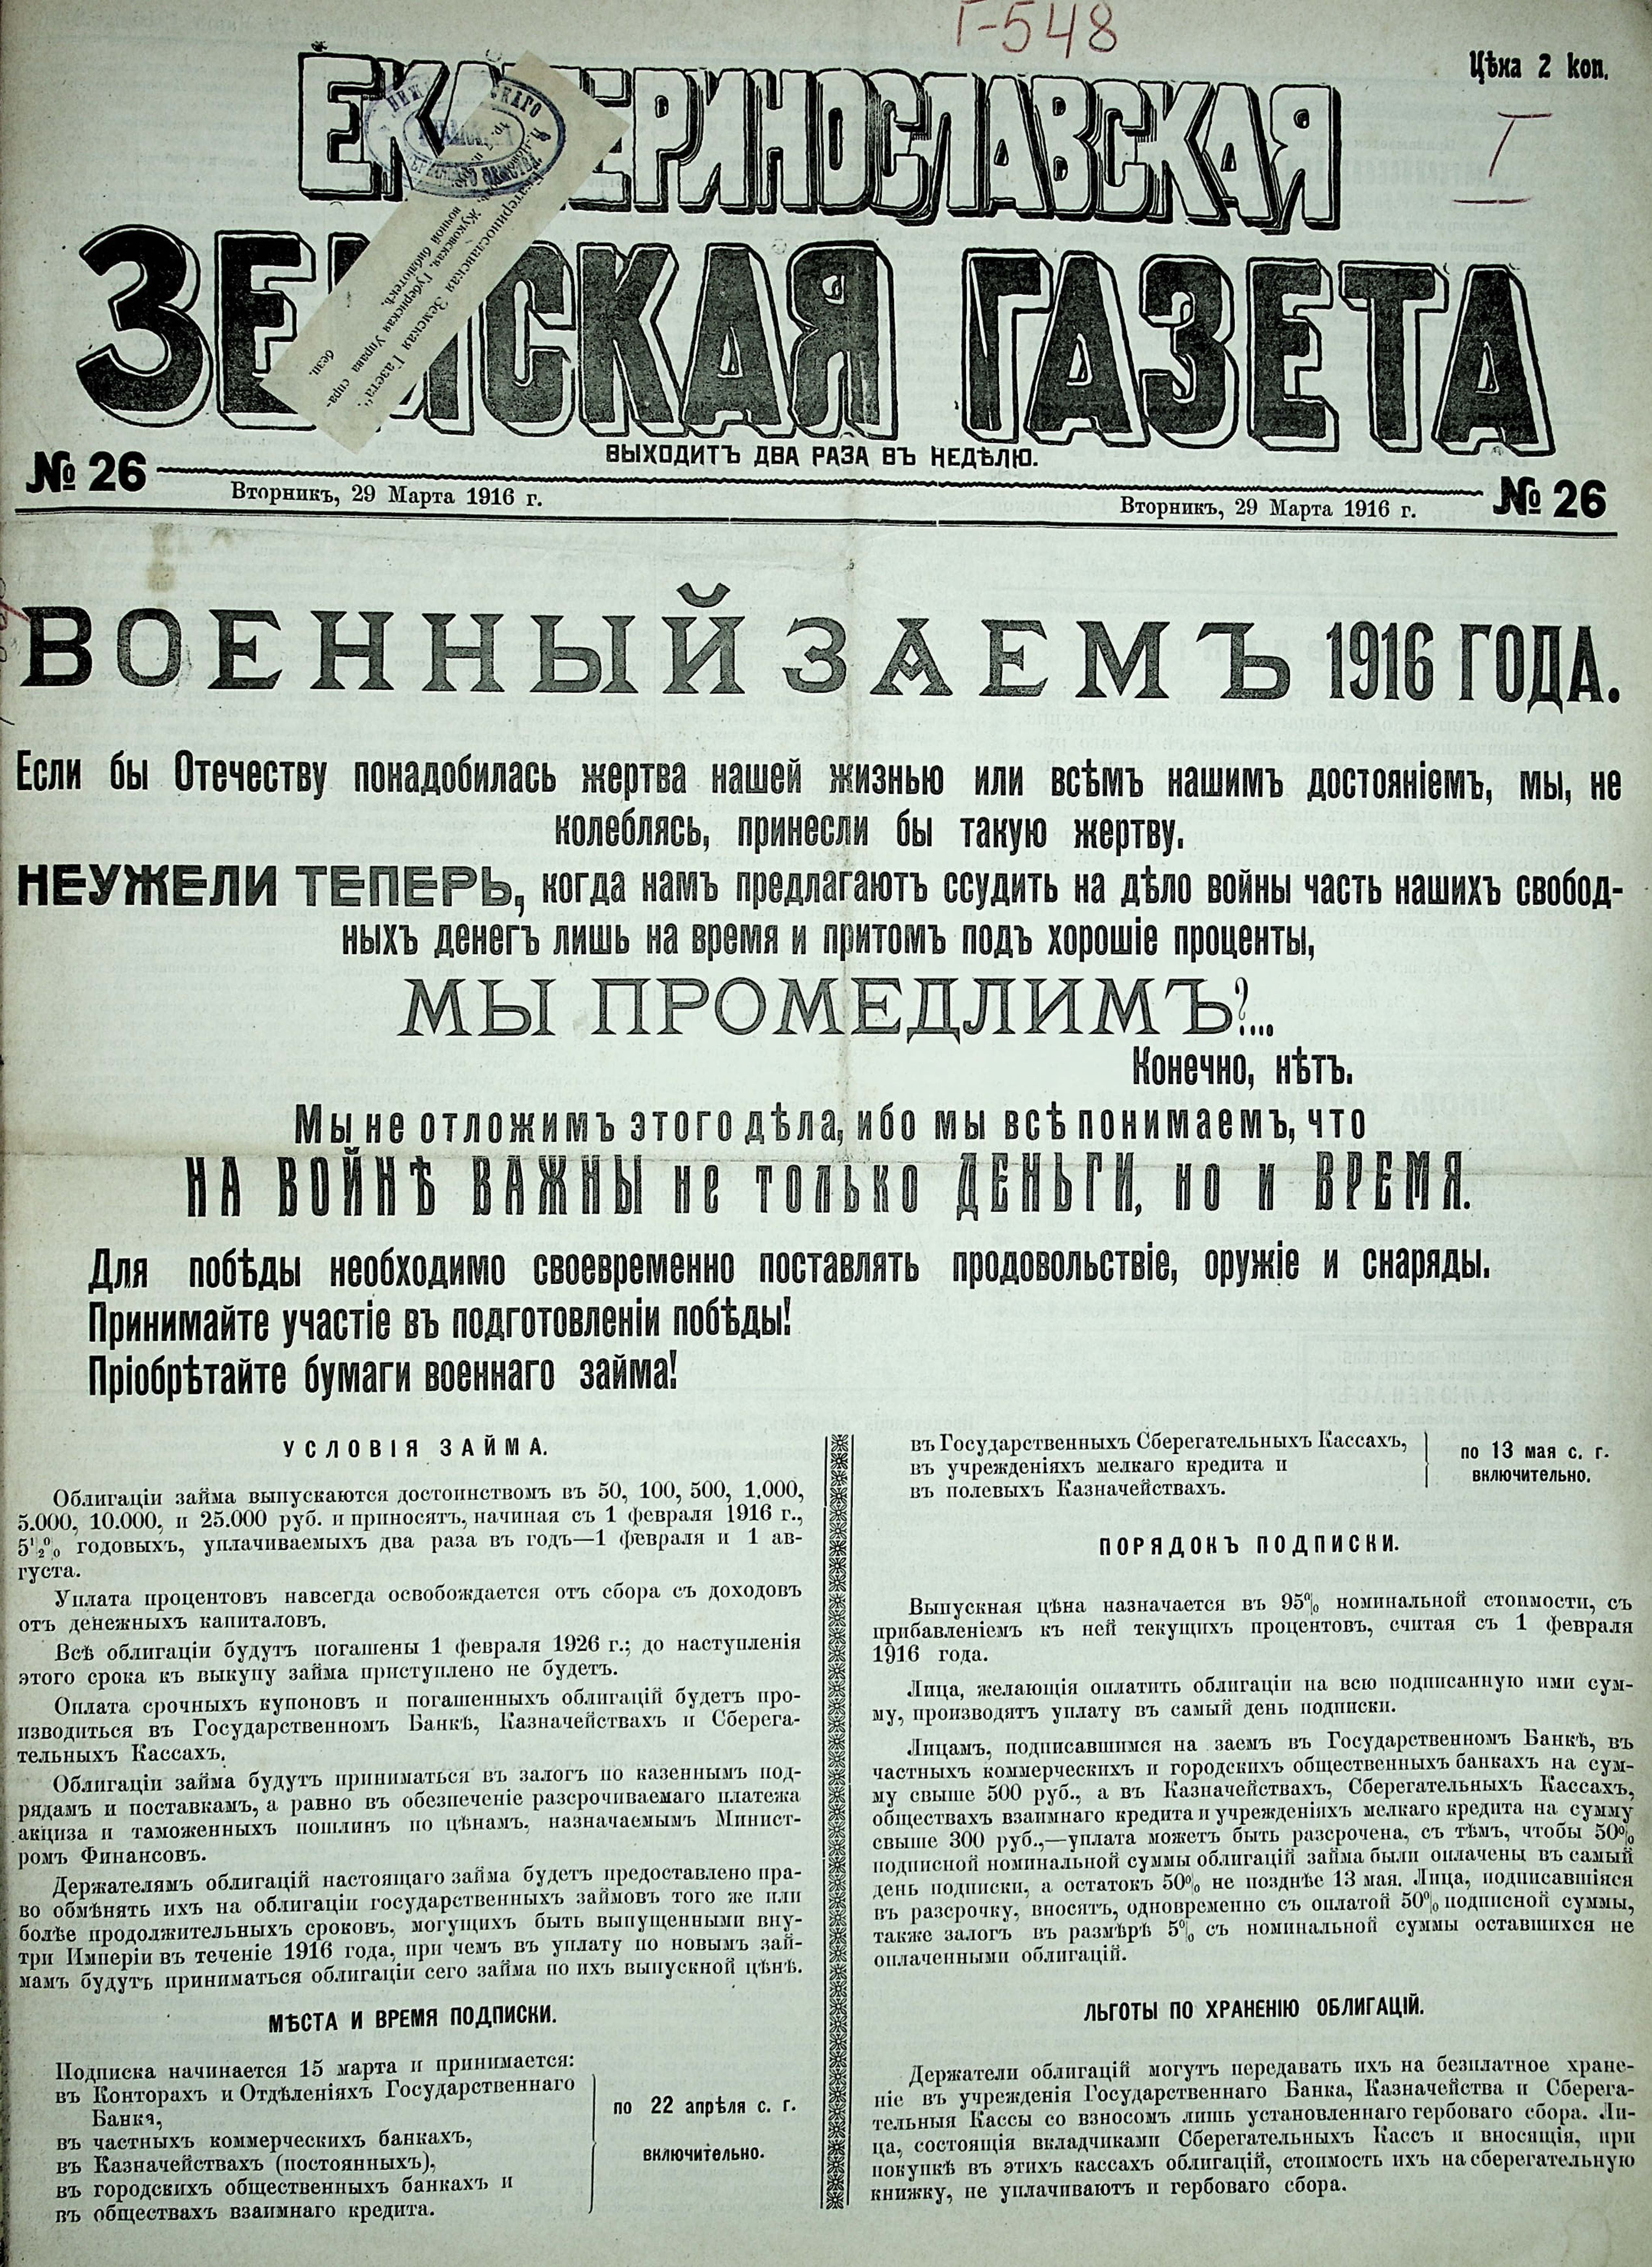 Г-548
Цѣна 2 коп.
I
ЕКАТЕРИНОСЛАВСКАЯ
ЗЕМСКАЯ ГАЗЕТА
Екатеринославская Земская Газета“.
Жуковская, Губернская Управа спра-
вочной библіотекѣ.
безп.
ВЫХОДИТЪ ДВА РАЗА ВЪ НЕДѢЛЮ.
№ 26
Вторникъ, 29 Марта 1916 г.
Вторникъ, 29 Марта 1916 г.
№ 26
ВОЕННЫЙ ЗАЕМЪ 1916 ГОДА.
Если бы Отечеству понадобилась жертва нашей жизнью или всѣмъ нашимъ достояніемъ, мы, не
колеблясь, принесли бы такую жертву.
НЕУЖЕЛИ ТЕПЕРЬ, когда намъ предлагаютъ ссудить на дѣло войны часть нашихъ свобод-
ныхъ денегъ лишь на время и притомъ подъ хорошіе проценты,
МЫ ПРОМЕДЛИМЪ?...
Конечно, нѣтъ.
Мы не отложимъ этого дѣла, ибо мы всѣ понимаемъ, что
НА ВОЙНѢ ВАЖНЫ не только ДЕНЬГИ, но и ВРЕМЯ.
Для побѣды необходимо своевременно поставлять продовольствіе, оружіе и снаряды.
Принимайте участіе въ подготовленіи побѣды!
Пріобрѣтайте бумаги военнаго займа!
УСЛОВІЯ ЗАЙМА.
Облигаціи займа выпускаются достоинствомъ въ 50, 100, 500, 1.000,
5.000, 10.000, и 25.000 руб. и приносятъ, начиная съ 1 февраля 1916 г.,
5½% годовыхъ, уплачиваемыхъ два раза въ годъ—1 февраля и 1 ав-
густа.
Уплата процентовъ навсегда освобождается отъ сбора съ доходовъ
отъ денежныхъ капиталовъ.
Всѣ облигаціи будутъ погашены 1 февраля 1926 г.; до наступленія
этого срока къ выкупу займа приступлено не будетъ.
Оплата срочныхъ купоновъ и погашенныхъ облигацій будетъ про-
изводиться въ Государственномъ Банкѣ, Казначействахъ и Сберега-
тельныхъ Кассахъ.
Облигаціи займа будутъ приниматься въ залогъ по казеннымъ под-
рядамъ и поставкамъ, а равно въ обезпеченіе разсрочиваемаго платежа
акциза и таможенныхъ пошлинъ по цѣнамъ, назначаемымъ Минист-
ромъ Финансовъ.
Держателямъ облигацій настоящаго займа будетъ предоставлено пра-
во обмѣнять ихъ на облигаціи государственныхъ займовъ того же или
болѣе продолжительныхъ сроковъ, могущихъ быть выпущенными вну-
три Имперіи въ теченіе 1916 года, при чемъ въ уплату по новымъ зай-
мамъ будутъ приниматься облигаціи сего займа по ихъ выпускной цѣнѣ.
МѢСТА И ВРЕМЯ ПОДПИСКИ.
Подписка начинается 15 марта и принимается:
въ Конторахъ и Отдѣленіяхъ Государственнаго
Банка,
въ частныхъ коммерческихъ банкахъ,
въ Казначействахъ (постоянныхъ),
въ городскихъ общественныхъ банкахъ и
въ обществахъ взаимнаго кредита.
по 22 апрѣля с. г.
включительно.
въ Государственныхъ Сберегательныхъ Кассахъ,
въ учрежденіяхъ мелкаго кредита и
въ полевыхъ Казначействахъ.
по 13 мая с. г.
включительно.
ПОРЯДОКЪ ПОДПИСКИ.
Выпускная цѣна назначается въ 95% номинальной стоимости, съ
прибавленіемъ къ ней текущихъ процентовъ, считая съ 1 февраля
1916 года.
Лица, желающія оплатить облигаціи на всю подписанную ими сум-
му, производятъ уплату въ самый день подписки.
Лицамъ, подписавшимся на заемъ въ Государственномъ Банкѣ, въ
частныхъ коммерческихъ и городскихъ общественныхъ банкахъ на сум-
му свыше 500 руб., а въ Казначействахъ, Сберегательныхъ Кассахъ,
обществахъ взаимнаго кредита и учрежденіяхъ мелкаго кредита на сумму
свыше 300 руб.,—уплата можетъ быть разсрочена, съ тѣмъ, чтобы 50%
подписной номинальной суммы облигацій займа были оплачены въ самый
день подписки, а остатокъ 50% не позднѣе 13 мая. Лица, подписавшіяся
въ разсрочку, вносятъ, одновременно съ оплатой 50% подписной суммы,
также залогъ въ размѣрѣ 5% съ номинальной суммы оставшихся не
оплаченными облигацій.
ЛЬГОТЫ ПО ХРАНЕНІЮ ОБЛИГАЦІЙ.
Держатели облигацій могутъ передавать ихъ на безплатное хране-
ніе въ учрежденія Государственнаго Банка, Казначейства и Сберега-
тельныя Кассы со взносомъ лишь установленнаго гербоваго сбора. Ли-
ца, состоящія вкладчиками Сберегательныхъ Кассъ и вносящія, при
покупкѣ въ этихъ кассахъ облигацій, стоимость ихъ на сберегательную
книжку, не уплачиваютъ и гербоваго сбора.